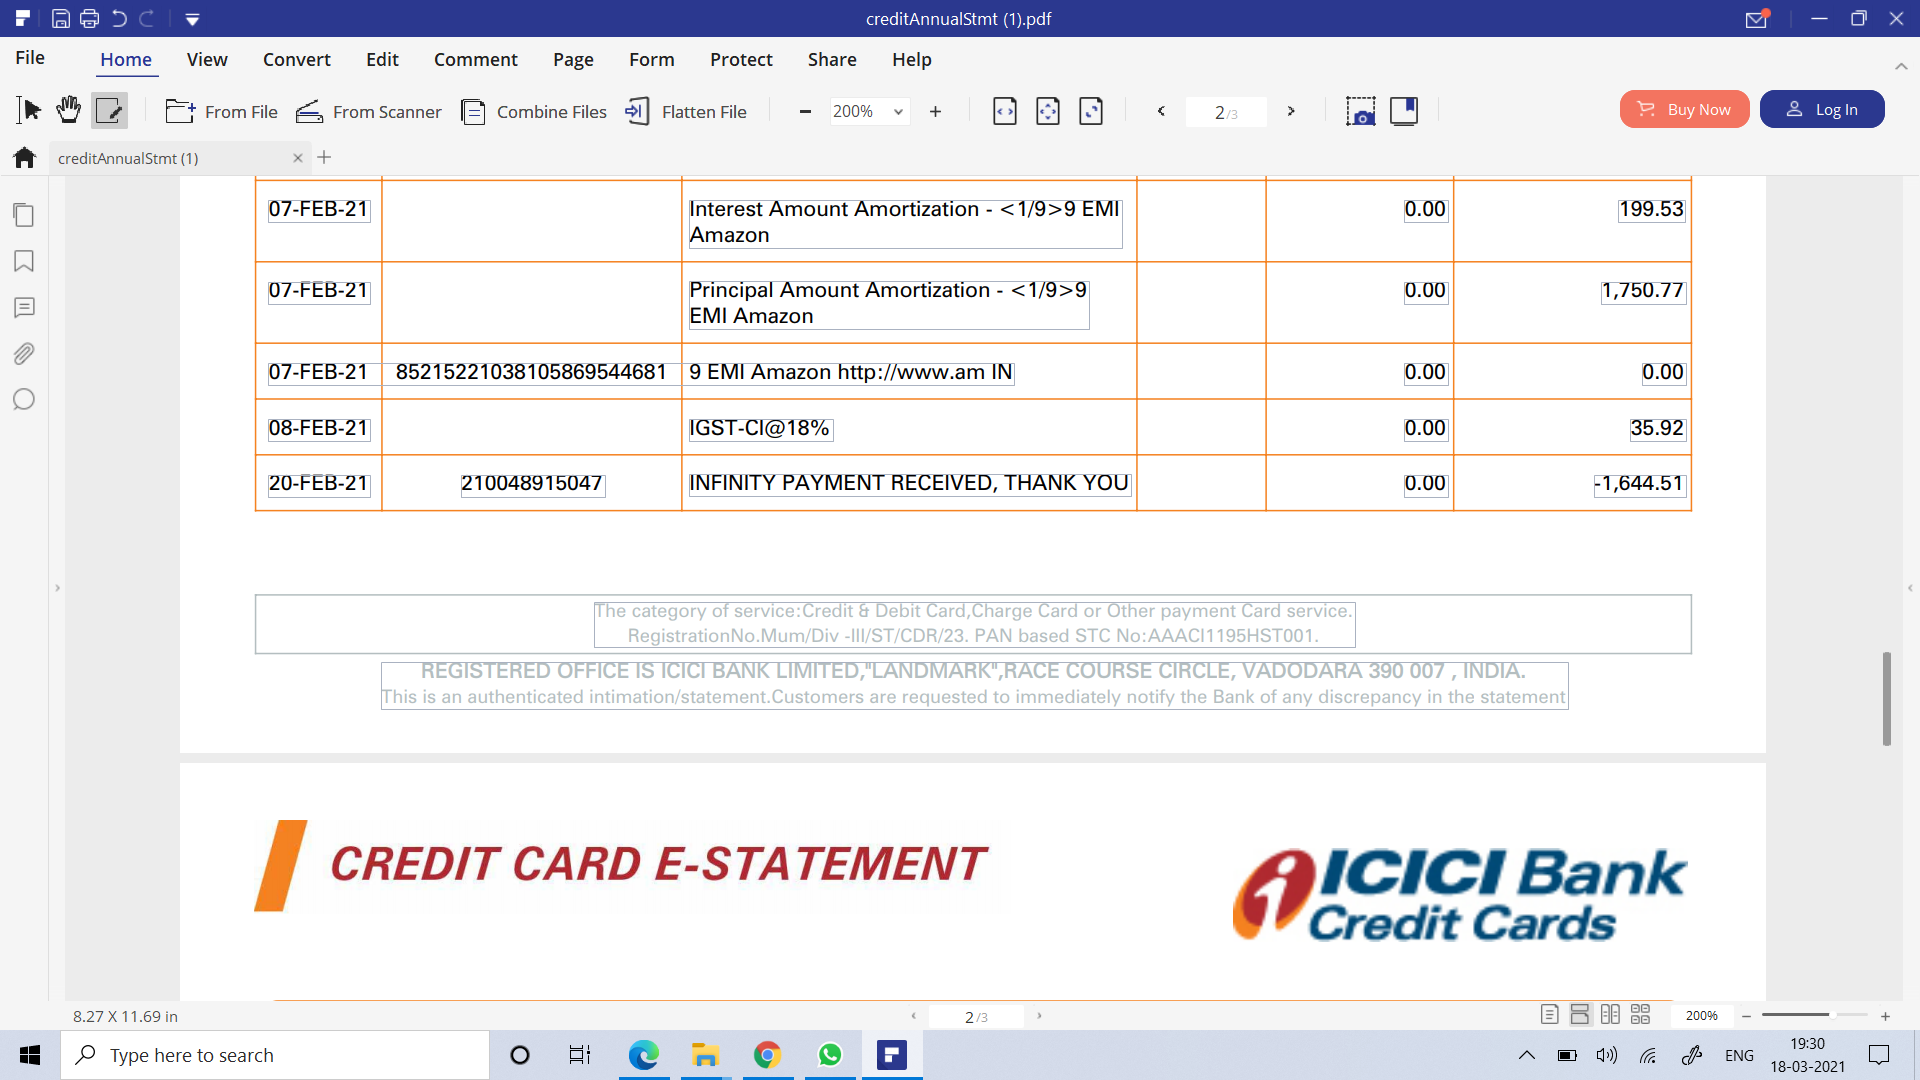 creditAnnualStmt (1).pdf
File Home View Convert Edit Comment Page Form Protect Share Help
From File From Scanner Combine Files Flatten File 200% 2/3 Buy Now Log In
creditAnnualStmt (1)
07-FEB-21 Interest Amount Amortization - <1/9>9 EMI 0.00 199.53
Amazon
07-FEB-21 Principal Amount Amortization - <1/9>9 0.00 1,750.77
EMI Amazon
07-FEB-21 85215221038105869544681 9 EMI Amazon http://www.am IN 0.00 0.00
08-FEB-21 IGST-CI@18% 0.00 35.92
20-FEB-21 210048915047 INFINITY PAYMENT RECEIVED, THANK YOU 0.00 -1,644.51
The category of service:Credit & Debit Card,Charge Card or Other payment Card service.
RegistrationNo.Mum/Div -III/ST/CDR/23. PAN based STC No:AAACI1195HST001.
REGISTERED OFFICE IS ICICI BANK LIMITED,"LANDMARK",RACE COURSE CIRCLE, VADODARA 390 007 , INDIA.
This is an authenticated intimation/statement.Customers are requested to immediately notify the Bank of any discrepancy in the statement
CREDIT CARD E-STATEMENT
ICICI Bank
Credit Cards
8.27 X 11.69 in 2/3 200%
Type here to search ENG 19:30
18-03-2021